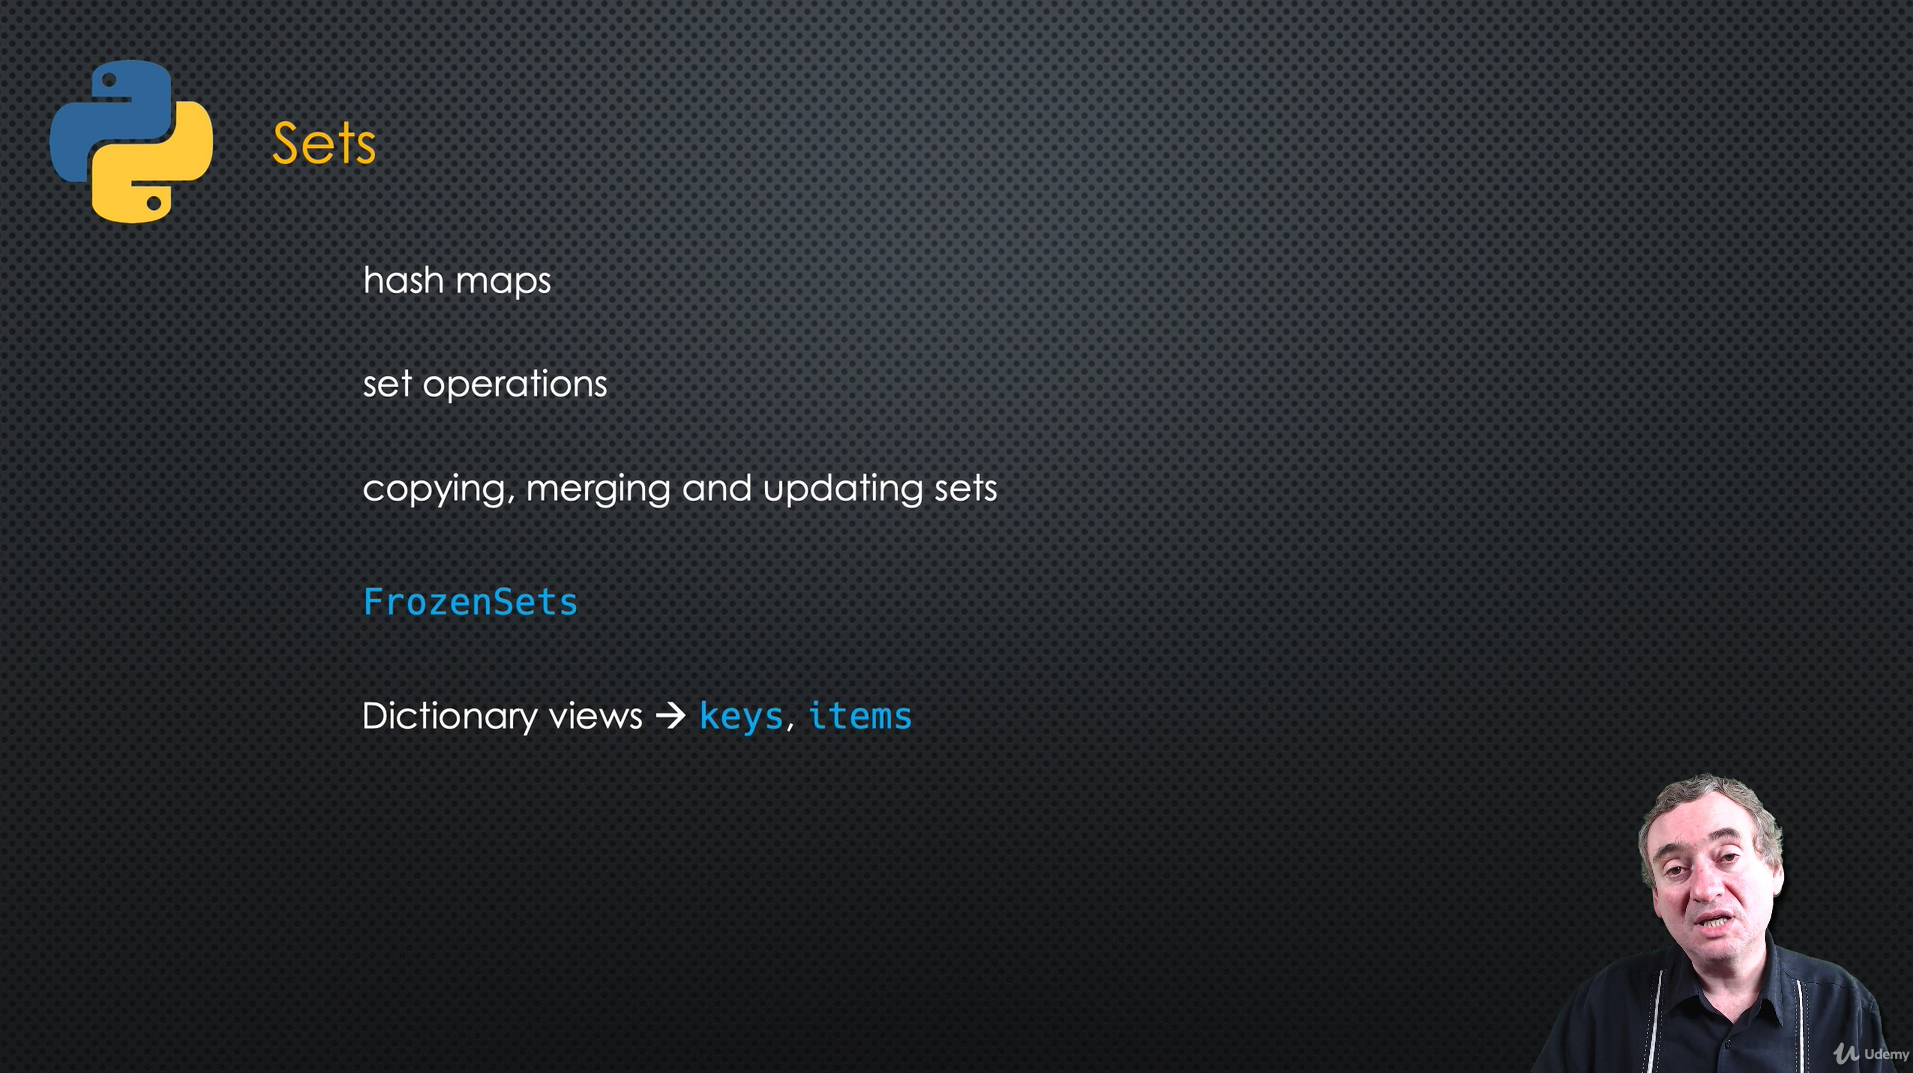 Sets
hash maps
set operations
copying, merging and updating sets
FrozenSets
Dictionary views → keys, items
Udemy